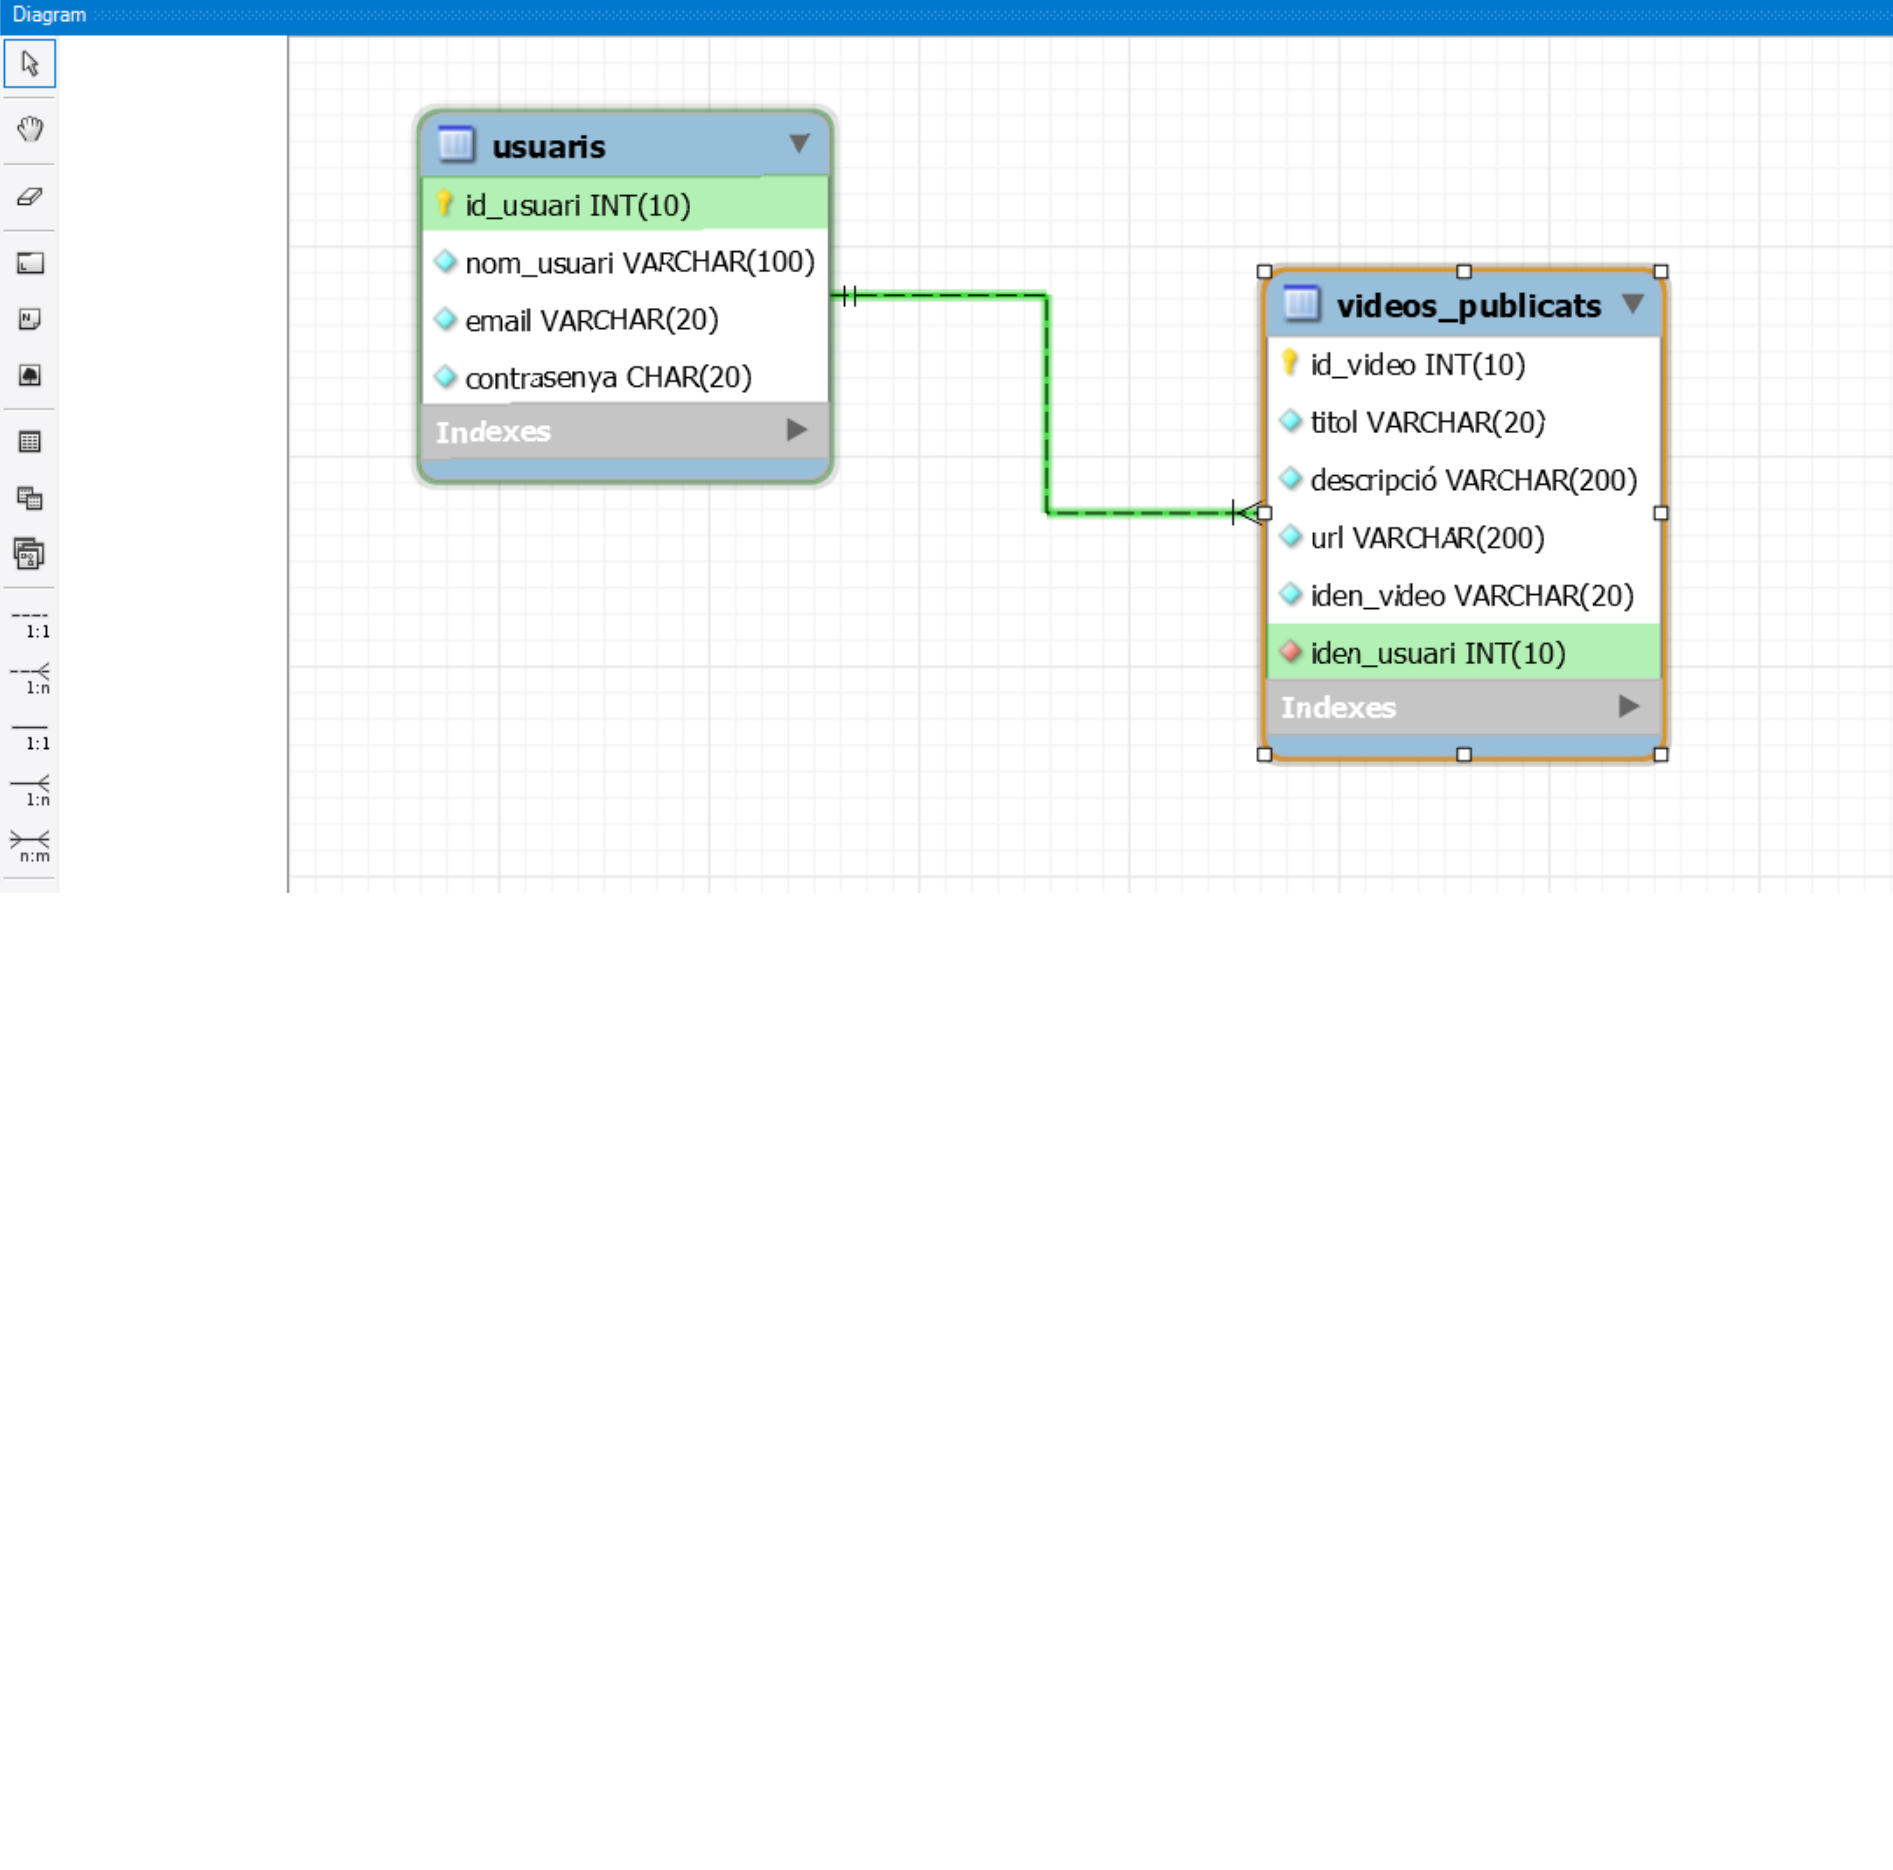 Diagram
usuaris
id_usuari INT(10)
nom_usuari VARCHAR(100)
email VARCHAR(20)
contrasenya CHAR(20)
Indexes
videos_publicats
id_video INT(10)
titol VARCHAR(20)
descripció VARCHAR(200)
url VARCHAR(200)
iden_video VARCHAR(20)
iden_usuari INT(10)
Indexes
1:1
1:n
1:1
1:n
n:m